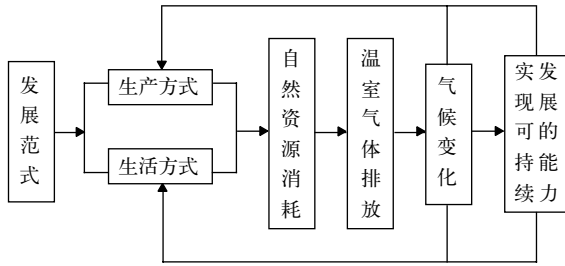 发展范式
生产方式
生活方式
自然资源消耗
温室气体排放
气候变化
实现可持续
发展的能力